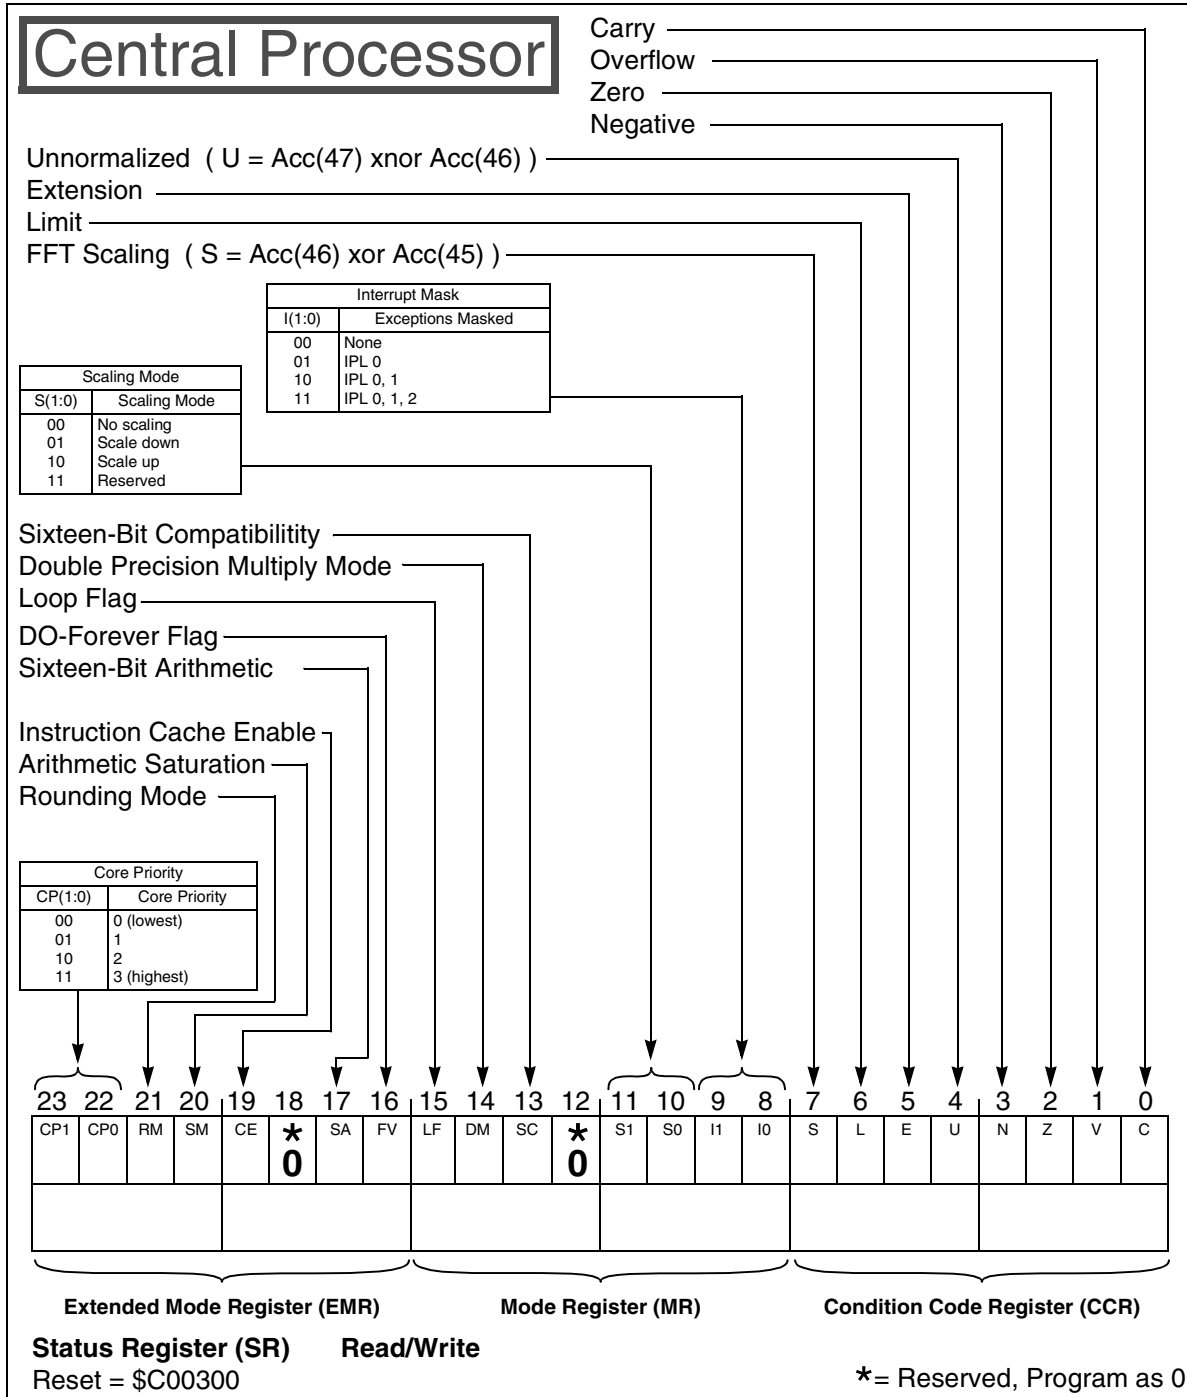 Central Processor
Carry
Overflow
Zero
Negative
Unnormalized ( U = Acc(47) xnor Acc(46) )
Extension
Limit
FFT Scaling ( S = Acc(46) xor Acc(45) )
Interrupt Mask
I(1:0) Exceptions Masked
00 None
01 IPL 0
10 IPL 0, 1
11 IPL 0, 1, 2
Scaling Mode
S(1:0) Scaling Mode
00 No scaling
01 Scale down
10 Scale up
11 Reserved
Sixteen-Bit Compatibilitity
Double Precision Multiply Mode
Loop Flag
DO-Forever Flag
Sixteen-Bit Arithmetic
Instruction Cache Enable
Arithmetic Saturation
Rounding Mode
Core Priority
CP(1:0) Core Priority
00 0 (lowest)
01 1
10 2
11 3 (highest)
23 22 21 20 19 18 17 16 15 14 13 12 11 10 9 8 7 6 5 4 3 2 1 0
CP1 CP0 RM SM CE * SA FV LF DM SC * S1 S0 I1 I0 S L E U N Z V C
0 0
Extended Mode Register (EMR) Mode Register (MR) Condition Code Register (CCR)
Status Register (SR) Read/Write
Reset = $C00300
*= Reserved, Program as 0